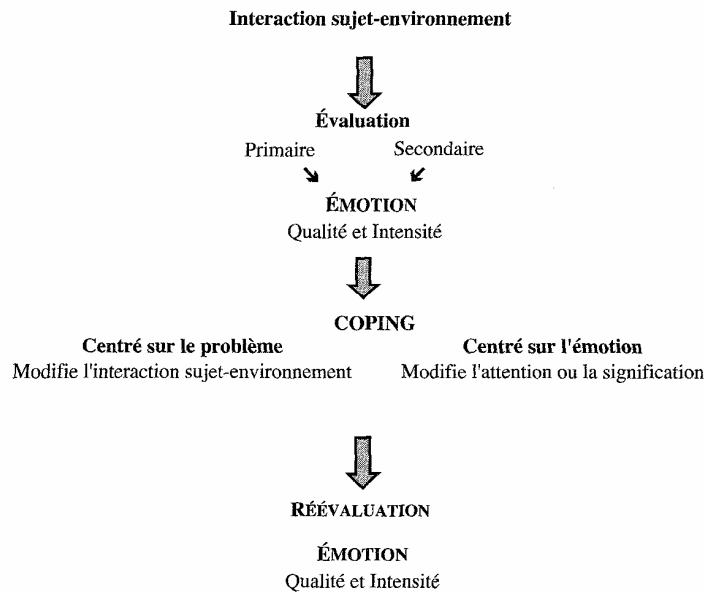 Interaction sujet-environnement
Évaluation
Primaire Secondaire
ÉMOTION
Qualité et Intensité
COPING
Centré sur le problème Centré sur l'émotion
Modifie l'interaction sujet-environnement Modifie l'attention ou la signification
RÉÉVALUATION
ÉMOTION
Qualité et Intensité